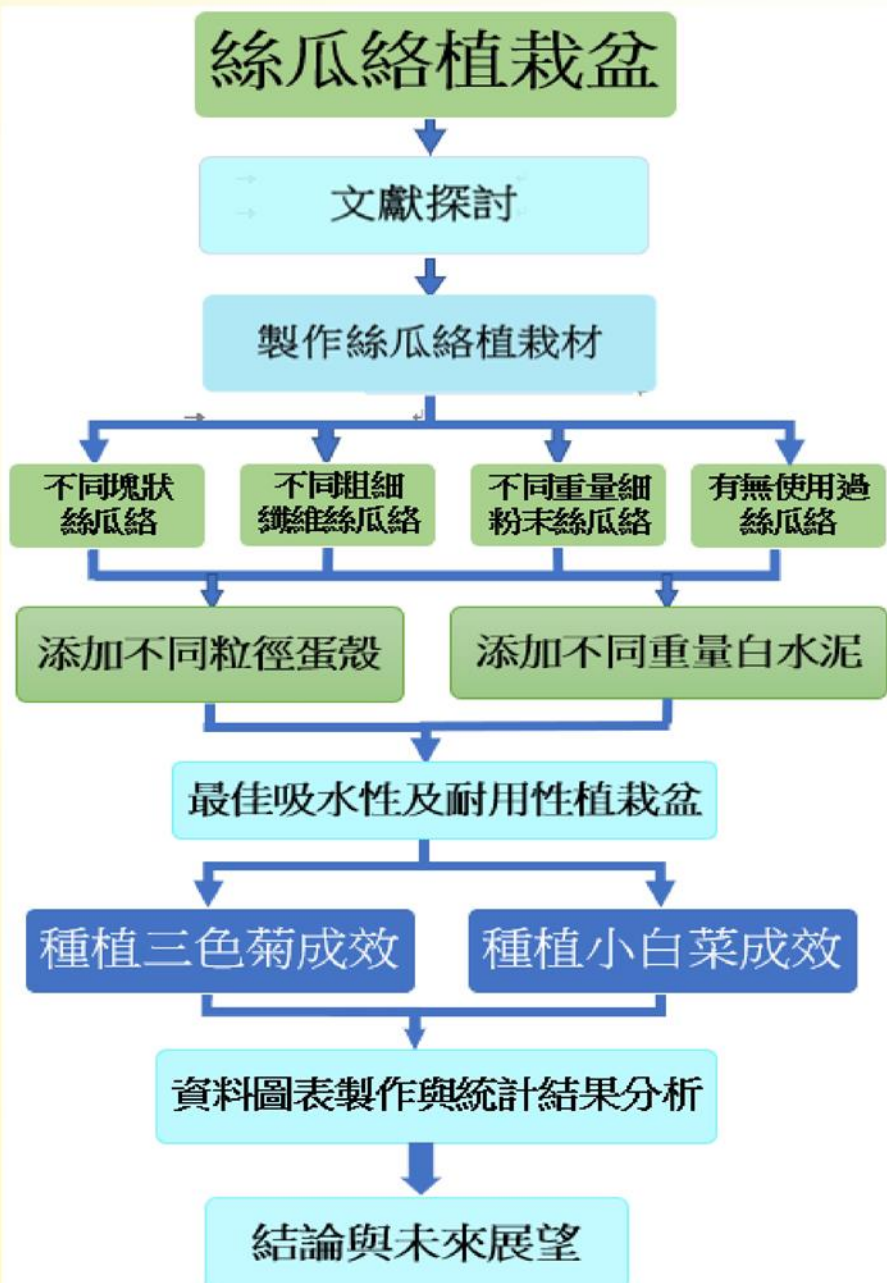 絲瓜絡植栽盆
文獻探討
製作絲瓜絡植栽材
不同塊狀
絲瓜絡
不同粗細
纖維絲瓜絡
不同重量細
粉末絲瓜絡
有無使用過
絲瓜絡
添加不同粒徑蛋殼
添加不同重量白水泥
最佳吸水性及耐用性植栽盆
種植三色菊成效
種植小白菜成效
資料圖表製作與統計結果分析
結論與未來展望